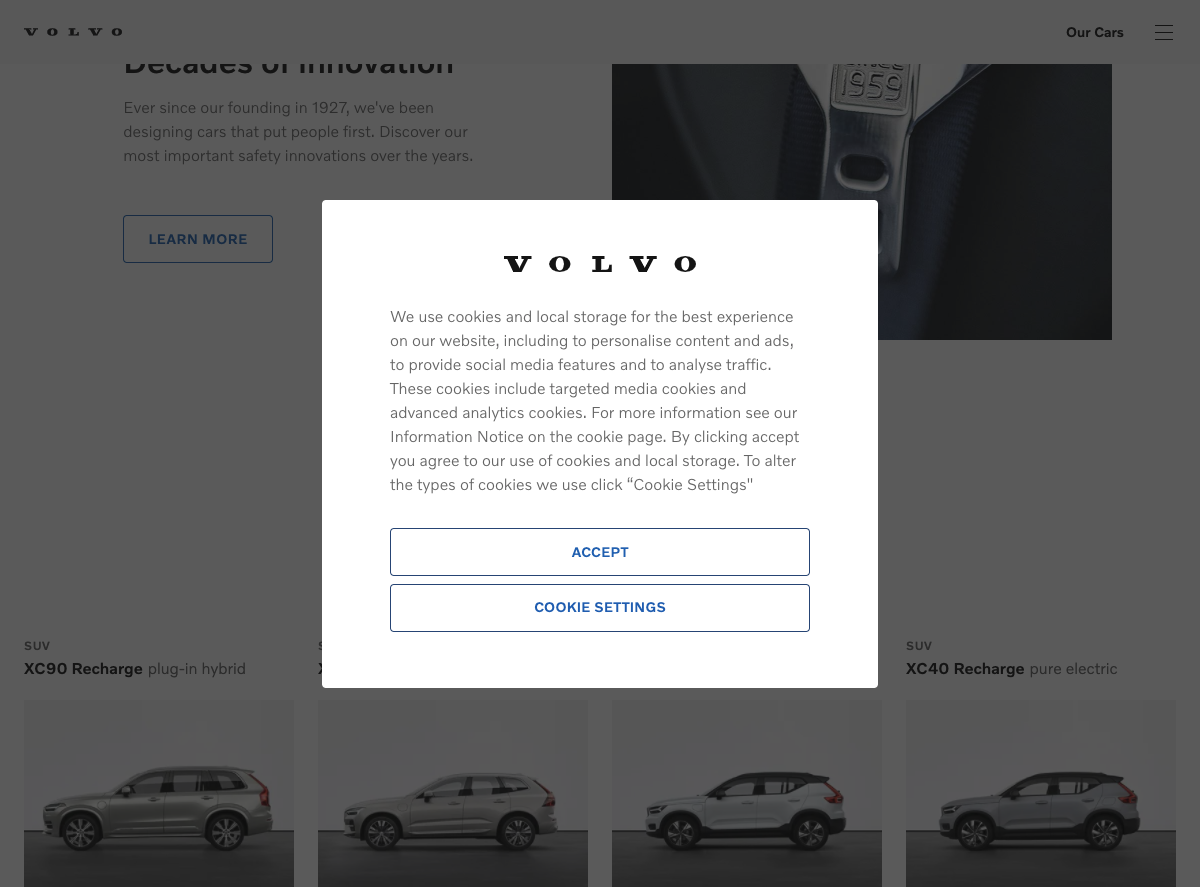 VOLVO
Our Cars
Decades of Innovation
Ever since our founding in 1927, we've been
designing cars that put people first. Discover our
most important safety innovations over the years.
LEARN MORE
SINCE
1959
VOLVO
We use cookies and local storage for the best experience
on our website, including to personalise content and ads,
to provide social media features and to analyse traffic.
These cookies include targeted media cookies and
advanced analytics cookies. For more information see our
Information Notice on the cookie page. By clicking accept
you agree to our use of cookies and local storage. To alter
the types of cookies we use click “Cookie Settings"
ACCEPT
COOKIE SETTINGS
SUV
XC90 Recharge plug-in hybrid
SUV
XC40 Recharge pure electric